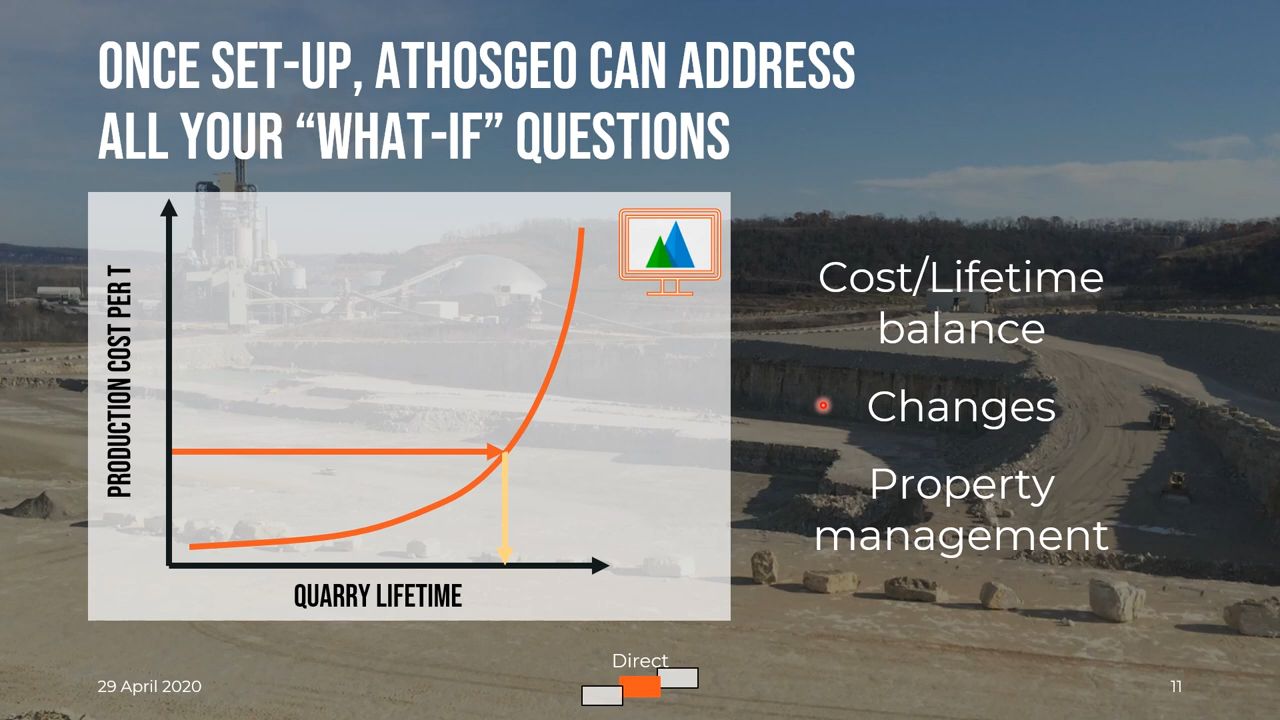 ONCE SET-UP, ATHOSGEO CAN ADDRESS
ALL YOUR “WHAT-IF” QUESTIONS
PRODUCTION COST PER T
QUARRY LIFETIME
Cost/Lifetime
balance
Changes
Property
management
Direct
29 April 2020
11